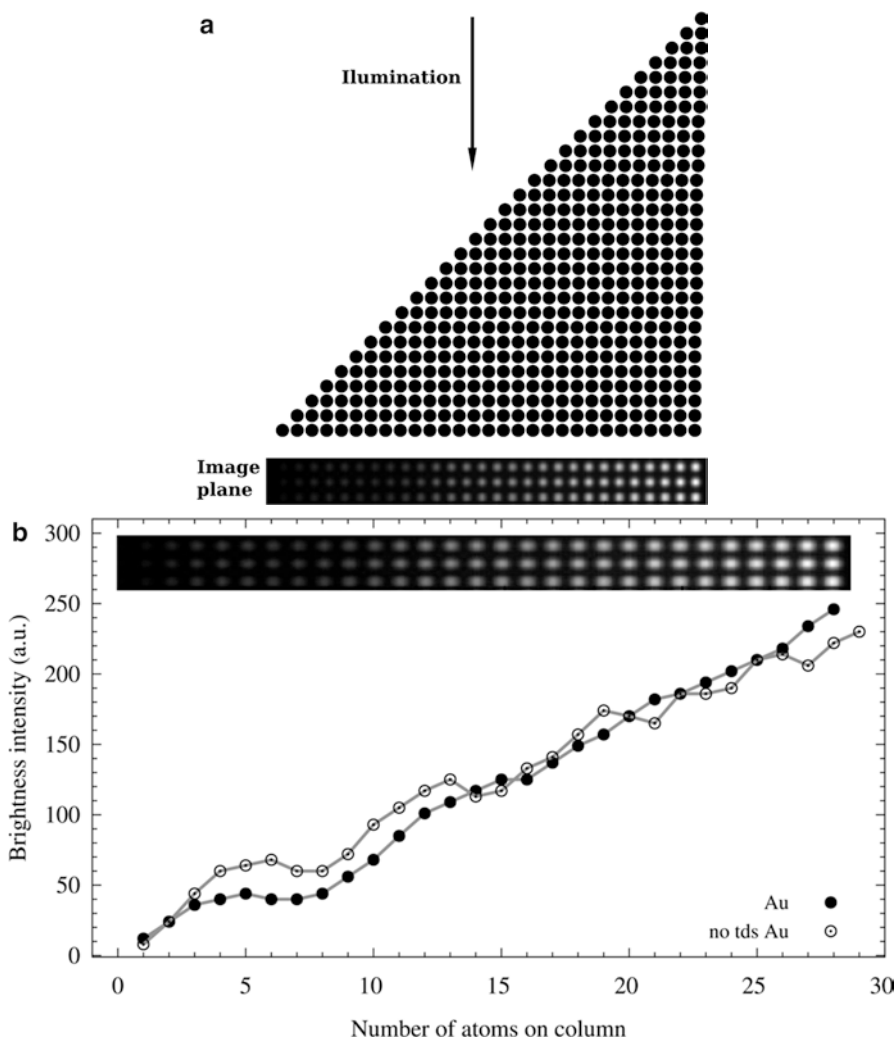 a
Ilumination
Image
plane
b
300
250
200
150
100
50
0
Brightness intensity (a.u.)
Au
no tds Au
0 5 10 15 20 25 30
Number of atoms on column